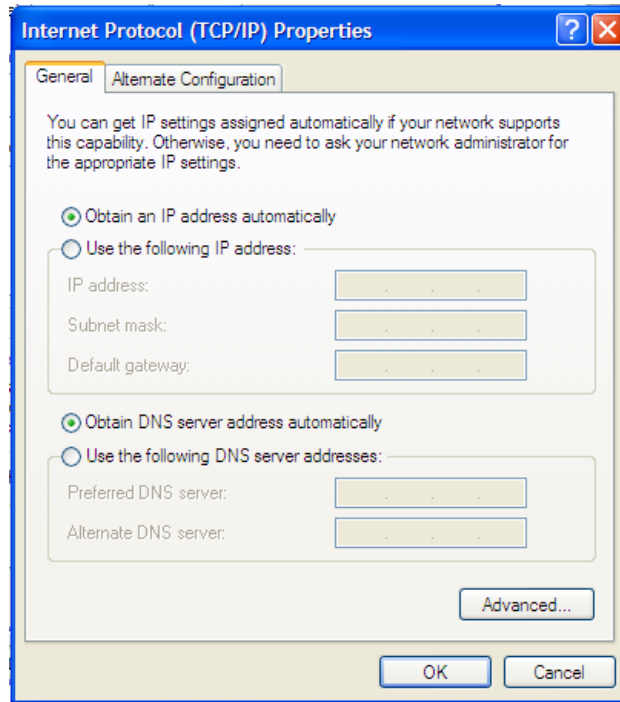 Internet Protocol (TCP/IP) Properties
General
Alternate Configuration
You can get IP settings assigned automatically if your network supports
this capability. Otherwise, you need to ask your network administrator for
the appropriate IP settings.
Obtain an IP address automatically
Use the following IP address:
IP address:
Subnet mask:
Default gateway:
Obtain DNS server address automatically
Use the following DNS server addresses:
Preferred DNS server:
Alternate DNS server:
Advanced...
OK
Cancel